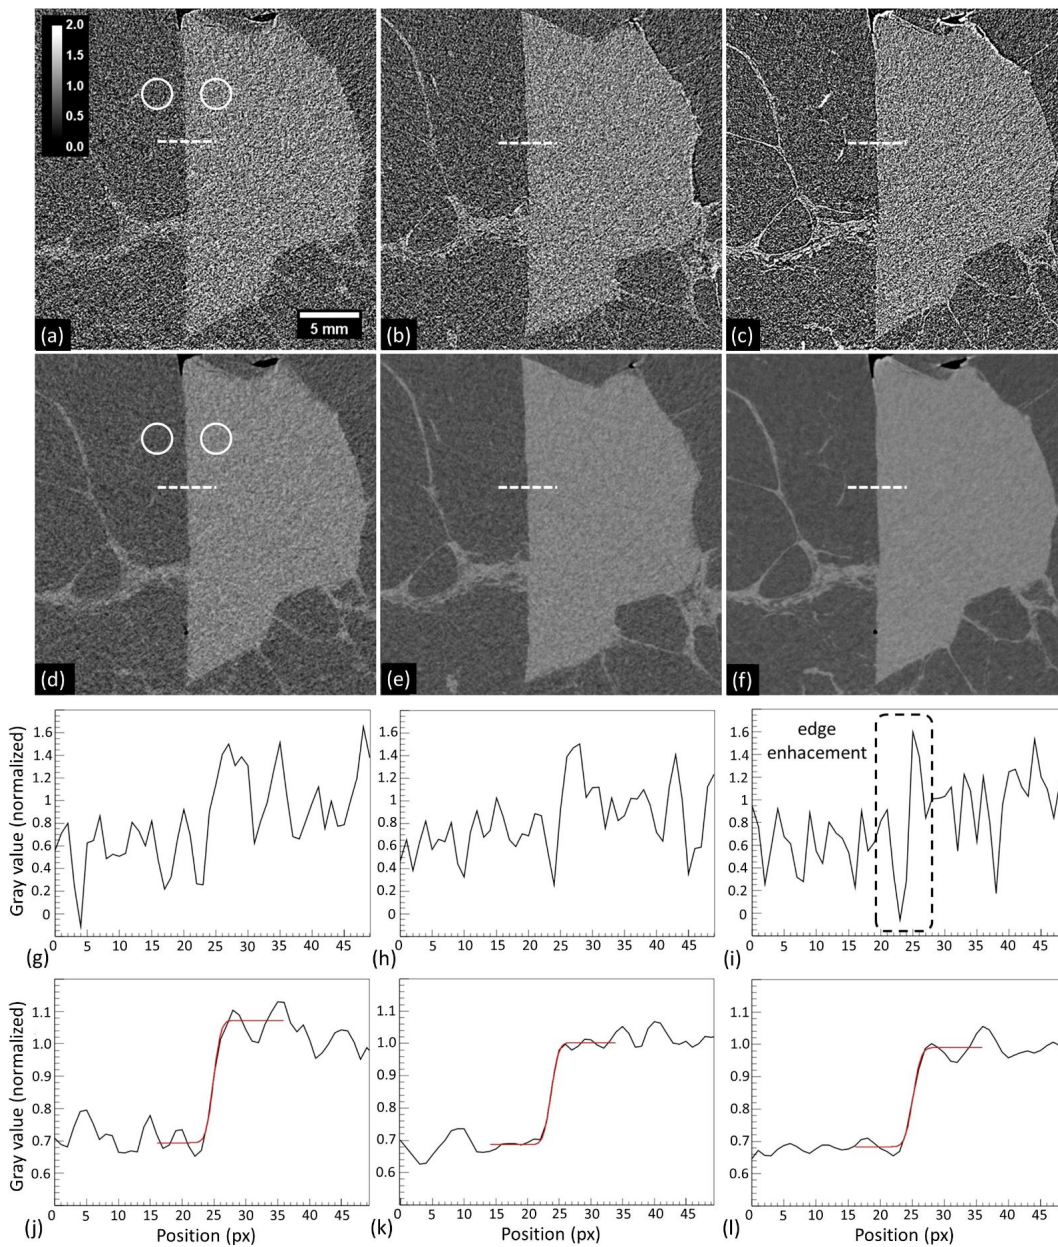 2.0
1.5
1.0
0.5
0.0
5 mm
(a)
(b)
(c)
(d)
(e)
(f)
Gray value (normalized)
1.6
1.4
1.2
1
0.8
0.6
0.4
0.2
0
0 5 10 15 20 25 30 35 40 45
(g)
1.6
1.4
1.2
1
0.8
0.6
0.4
0.2
0
0 5 10 15 20 25 30 35 40 45
(h)
edge
enhacement
1.6
1.4
1.2
1
0.8
0.6
0.4
0.2
0
0 5 10 15 20 25 30 35 40 45
(i)
Gray value (normalized)
1.1
1.0
0.9
0.8
0.7
0.6
0 5 10 15 20 25 30 35 40 45
(j)
Position (px)
1.1
1.0
0.9
0.8
0.7
0.6
0 5 10 15 20 25 30 35 40 45
(k)
Position (px)
1.1
1.0
0.9
0.8
0.7
0.6
0 5 10 15 20 25 30 35 40 45
(l)
Position (px)